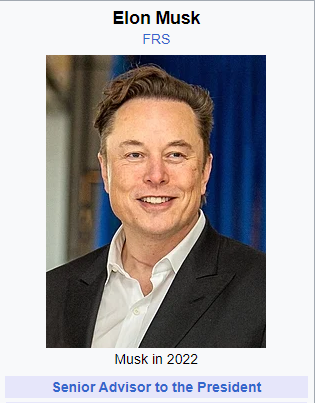 Elon Musk
FRS
Musk in 2022
Senior Advisor to the President